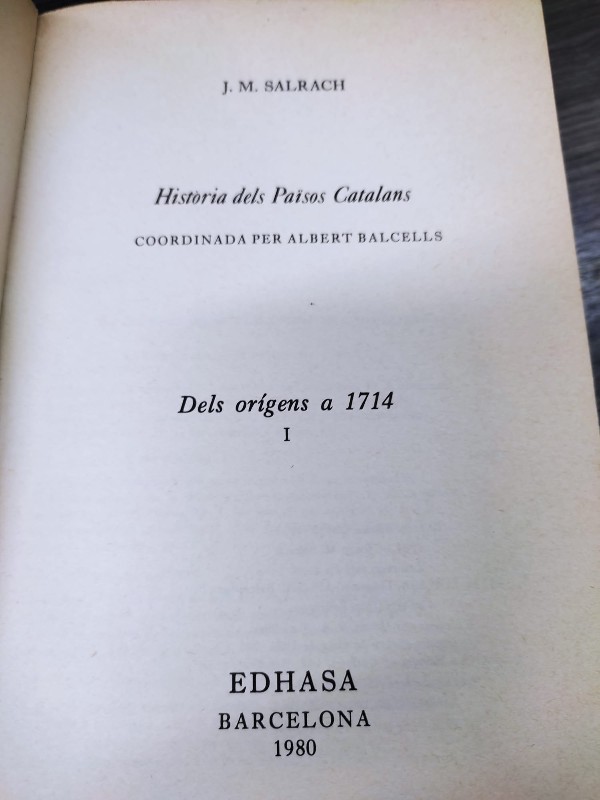 J. M. SALRACH
Història dels Països Catalans
COORDINADA PER ALBERT BALCELLS
Dels orígens a 1714
I
EDHASA
BARCELONA
1980